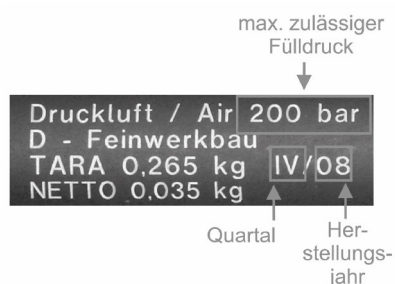 max. zulässiger
Fülldruck
Druckluft / Air 200 bar
D - Feinwerkbau
TARA 0,265 kg IV/08
NETTO 0,035 kg
Quartal
Her-
stellungs-
jahr